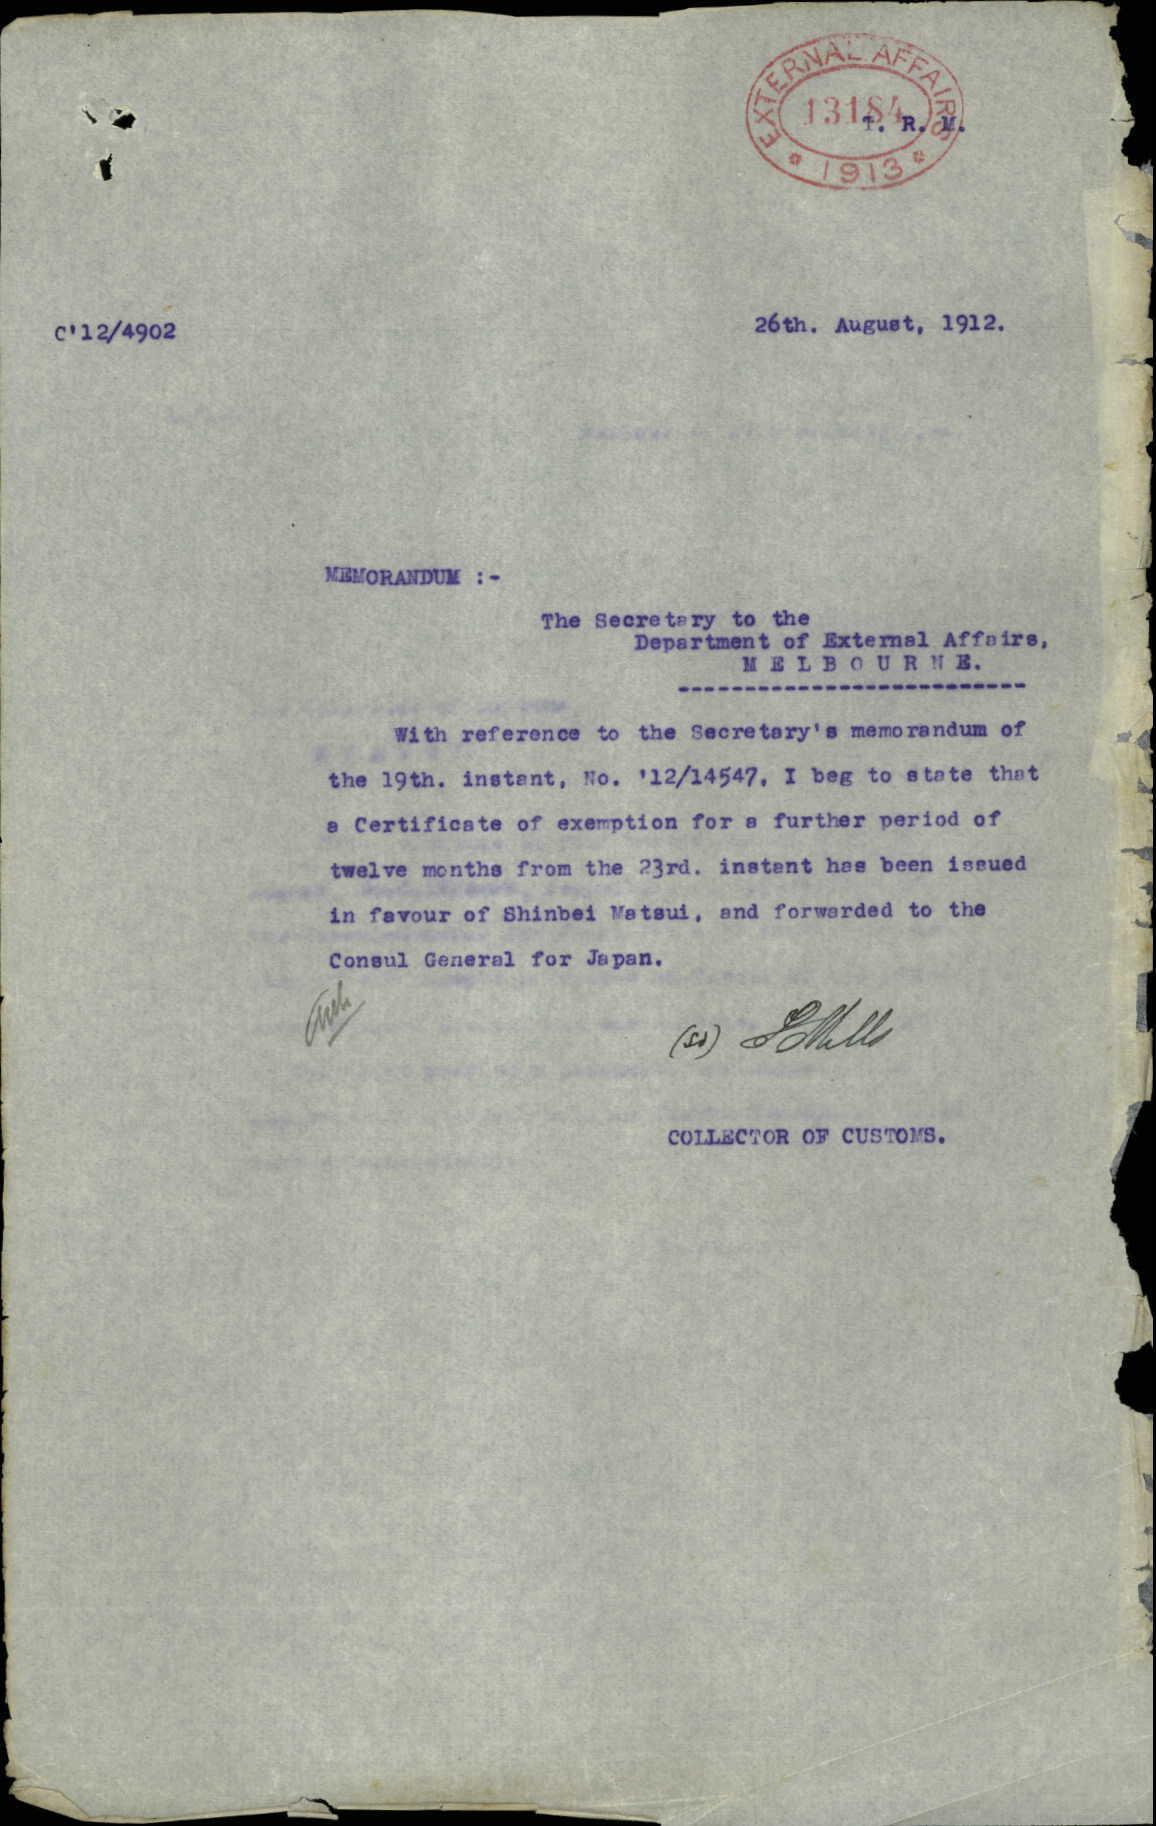 EXTERNAL AFFAIRS
13184
T. R. M.
* 1913 *
C'12/4902
26th. August, 1912.
MEMORANDUM :-
The Secretary to the
Department of External Affairs,
M E L B O U R N E.
--------------------------
With reference to the Secretary's memorandum of
the 19th. instant, No. '12/14547, I beg to state that
a Certificate of exemption for a further period of
twelve months from the 23rd. instant has been issued
in favour of Shinbei Matsui, and forwarded to the
Consul General for Japan.
(sd) S Mills
COLLECTOR OF CUSTOMS.